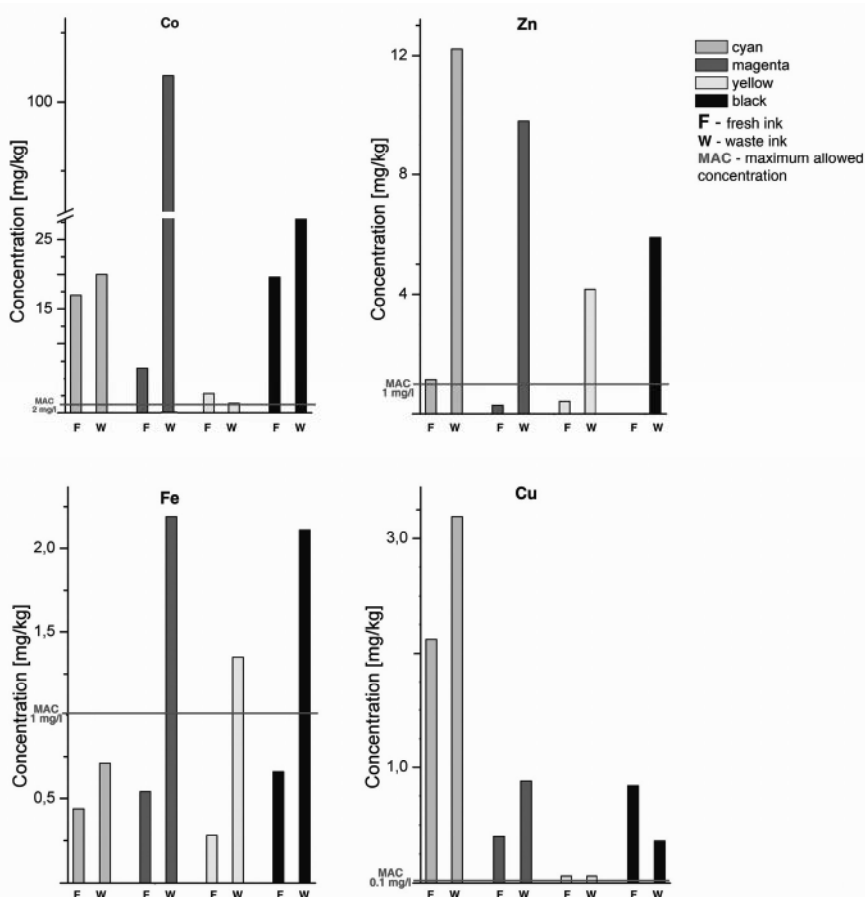 Co
Concentration [mg/kg]
100
25
15
MAC
2 mg/l
F W F W F W F W
Zn
Concentration [mg/kg]
12
8
4
MAC
1 mg/l
F W F W F W F W
cyan
magenta
yellow
black
F - fresh ink
W - waste ink
MAC - maximum allowed
concentration
Fe
Concentration [mg/kg]
2,0
1,5
MAC
1 mg/l
0,5
F W F W F W F W
Cu
Concentration [mg/kg]
3,0
1,0
MAC
0.1 mg/l
F W F W F W F W